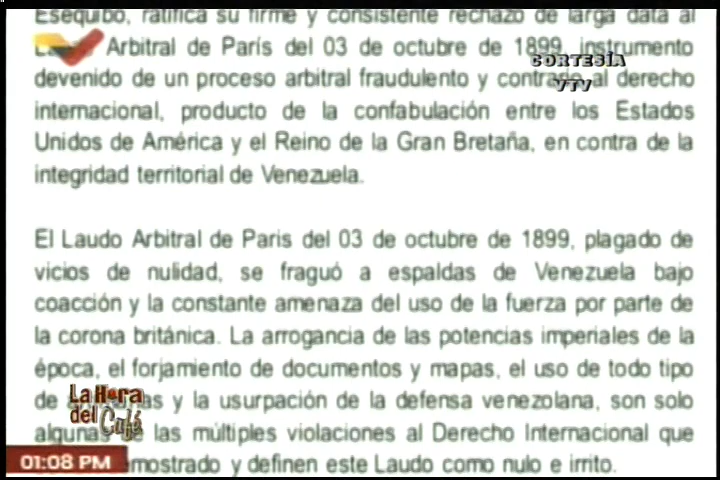 Esequibo, ratifica su firme y consistente rechazo de larga data al
Arbitral de París del 03 de octubre de 1899, instrumento
CORTESÍA
devenido de un proceso arbitral fraudulento y contrario al derecho
VTV
internacional, producto de la confabulación entre los Estados
Unidos de América y el Reino de la Gran Bretaña, en contra de la
integridad territorial de Venezuela.
El Laudo Arbitral de Paris del 03 de octubre de 1899, plagado de
vicios de nulidad, se fraguó a espaldas de Venezuela bajo
coacción y la constante amenaza del uso de la fuerza por parte de
la corona británica. La arrogancia de las potencias imperiales de la
época, el forjamiento de documentos y mapas, el uso de todo tipo
de y la usurpación de la defensa venezolana, son solo
La Hora
del Café
las múltiples violaciones al Derecho Internacional que
y definen este Laudo como nulo e irrito.
01:08 PM